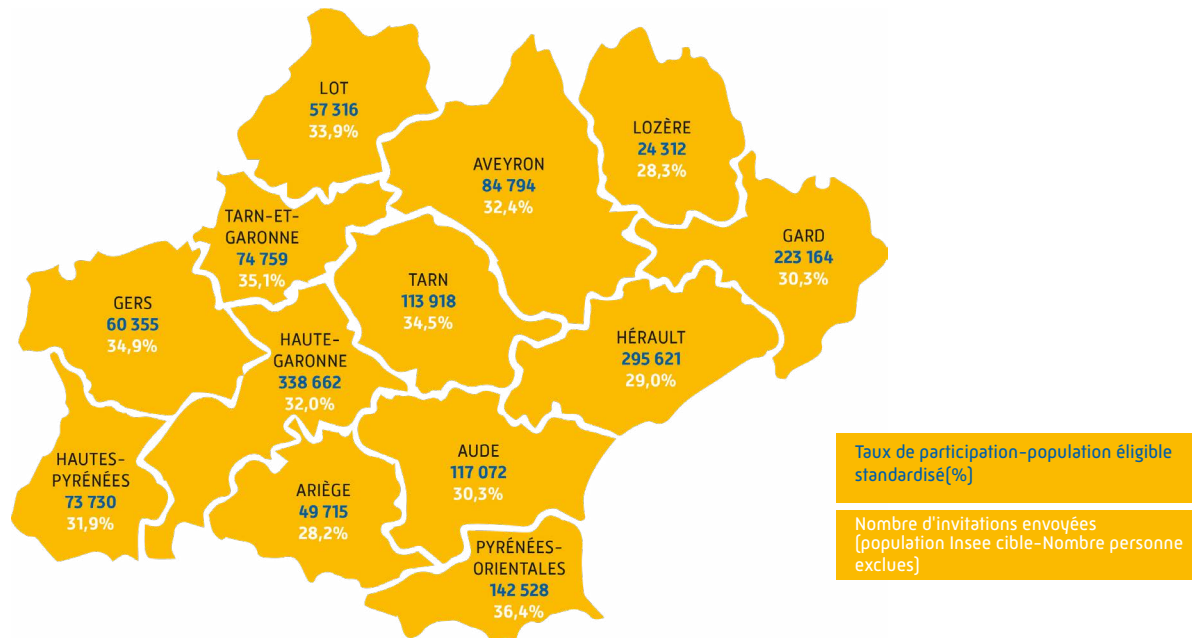 LOT
57 316
33,9%
LOZÈRE
24 312
28,3%
AVEYRON
84 794
32,4%
TARN-ET-
GARONNE
74 759
35,1%
GARD
223 164
30,3%
TARN
113 918
34,5%
GERS
60 355
34,9%
HAUTE-
GARONNE
338 662
32,0%
HÉRAULT
295 621
29,0%
HAUTES-
PYRÉNÉES
73 730
31,9%
ARIÈGE
49 715
28,2%
AUDE
117 072
30,3%
PYRÉNÉES-
ORIENTALES
142 528
36,4%
Taux de participation-population éligible
standardisé(%)
Nombre d'invitations envoyées
(population Insee cible-Nombre personne
exclues)